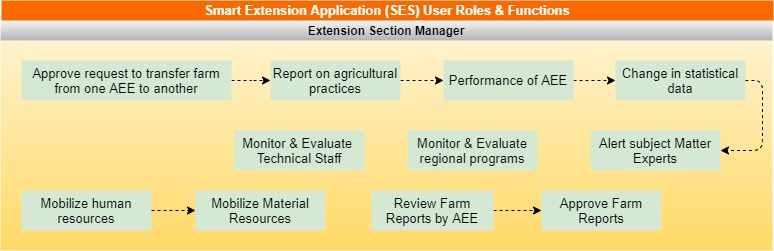 Smart Extension Application (SES) User Roles & Functions
Extension Section Manager
Approve request to transfer farm
from one AEE to another
Report on agricultural
practices
Performance of AEE
Change in statistical
data
Monitor & Evaluate
Technical Staff
Monitor & Evaluate
regional programs
Alert subject Matter
Experts
Mobilize human
resources
Mobilize Material
Resources
Review Farm
Reports by AEE
Approve Farm
Reports